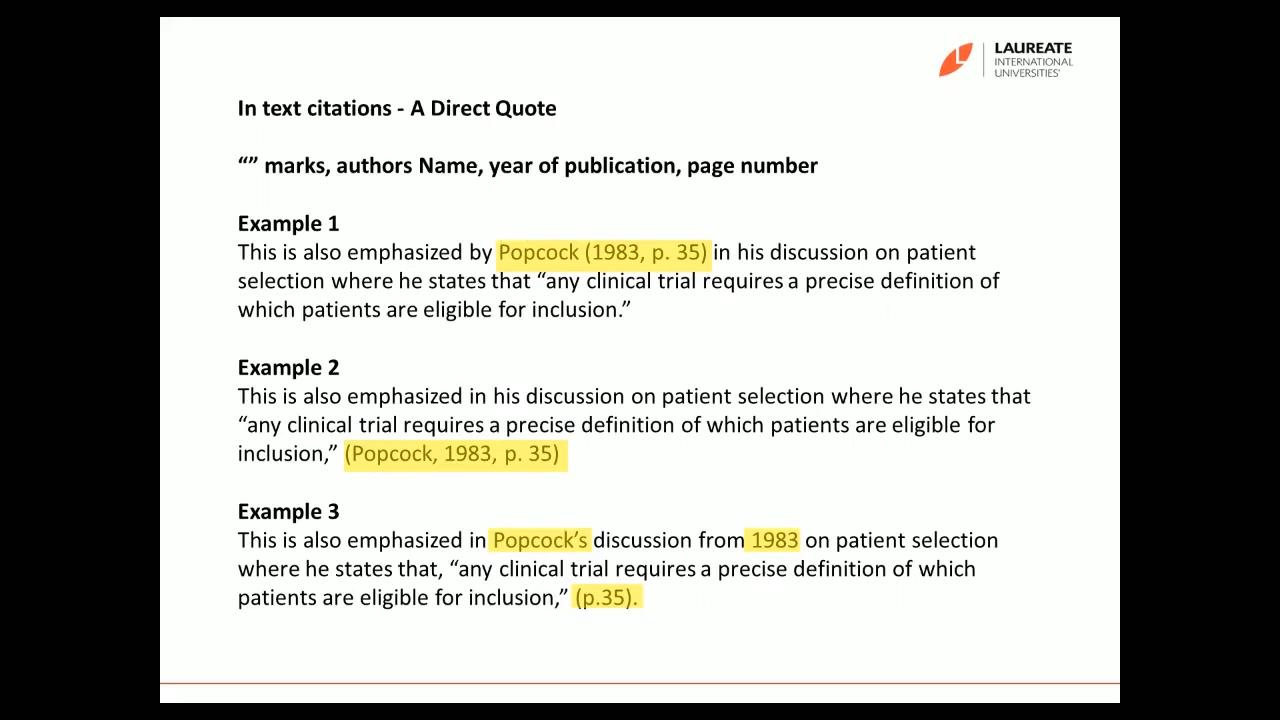 LAUREATE
INTERNATIONAL
UNIVERSITIES'
In text citations - A Direct Quote
“” marks, authors Name, year of publication, page number
Example 1
This is also emphasized by Popcock (1983, p. 35) in his discussion on patient
selection where he states that “any clinical trial requires a precise definition of
which patients are eligible for inclusion.”
Example 2
This is also emphasized in his discussion on patient selection where he states that
“any clinical trial requires a precise definition of which patients are eligible for
inclusion,” (Popcock, 1983, p. 35)
Example 3
This is also emphasized in Popcock’s discussion from 1983 on patient selection
where he states that, “any clinical trial requires a precise definition of which
patients are eligible for inclusion,” (p.35).